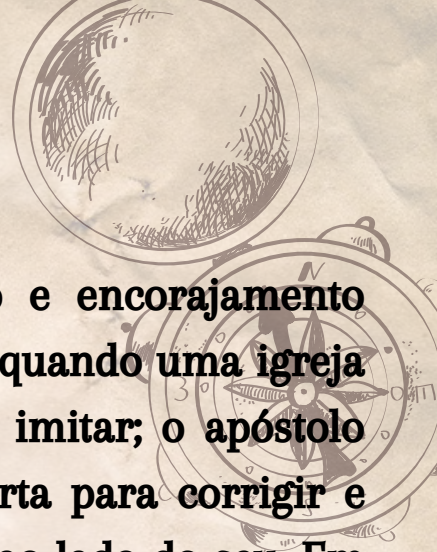 N
e encorajamento
quando uma igreja
imitar; o apóstolo
rta para corrigir e